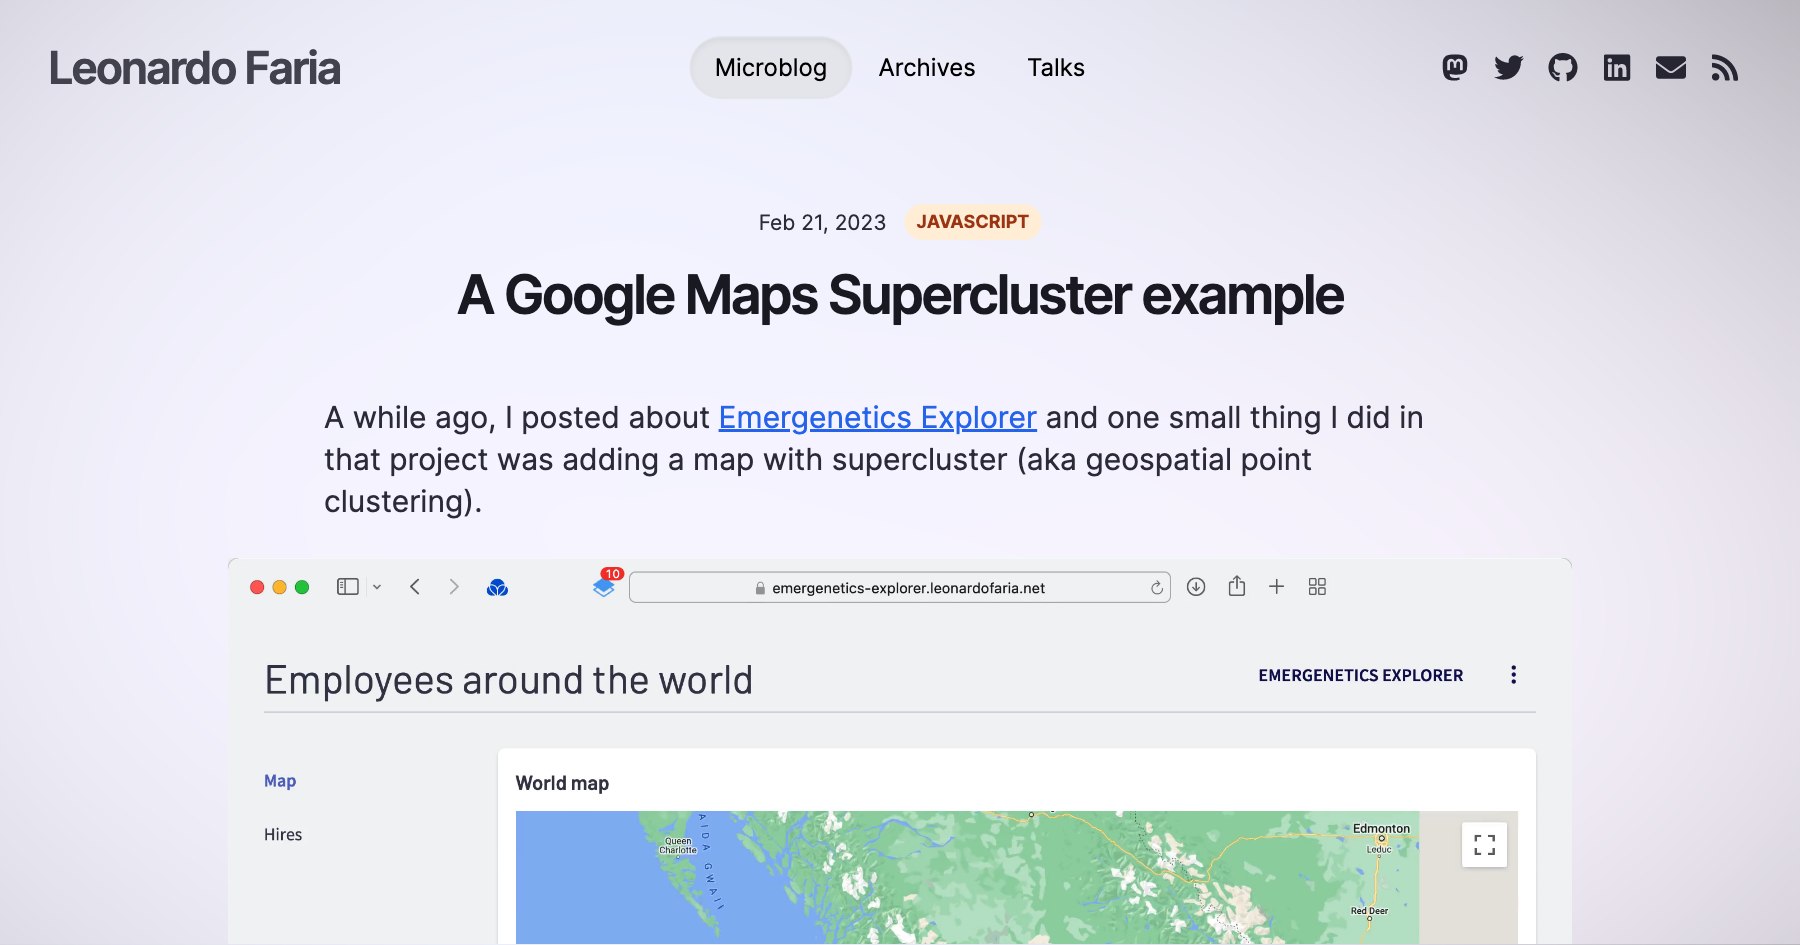 Leonardo Faria
Microblog
Archives
Talks
Feb 21, 2023
JAVASCRIPT
A Google Maps Supercluster example
A while ago, I posted about Emergenetics Explorer and one small thing I did in
that project was adding a map with supercluster (aka geospatial point
clustering).
10
emergenetics-explorer.leonardofaria.net
Employees around the world
EMERGENETICS EXPLORER
Map
Hires
World map
Queen
Charlotte
AIDA GWAII
Edmonton
Leduc
Red Deer